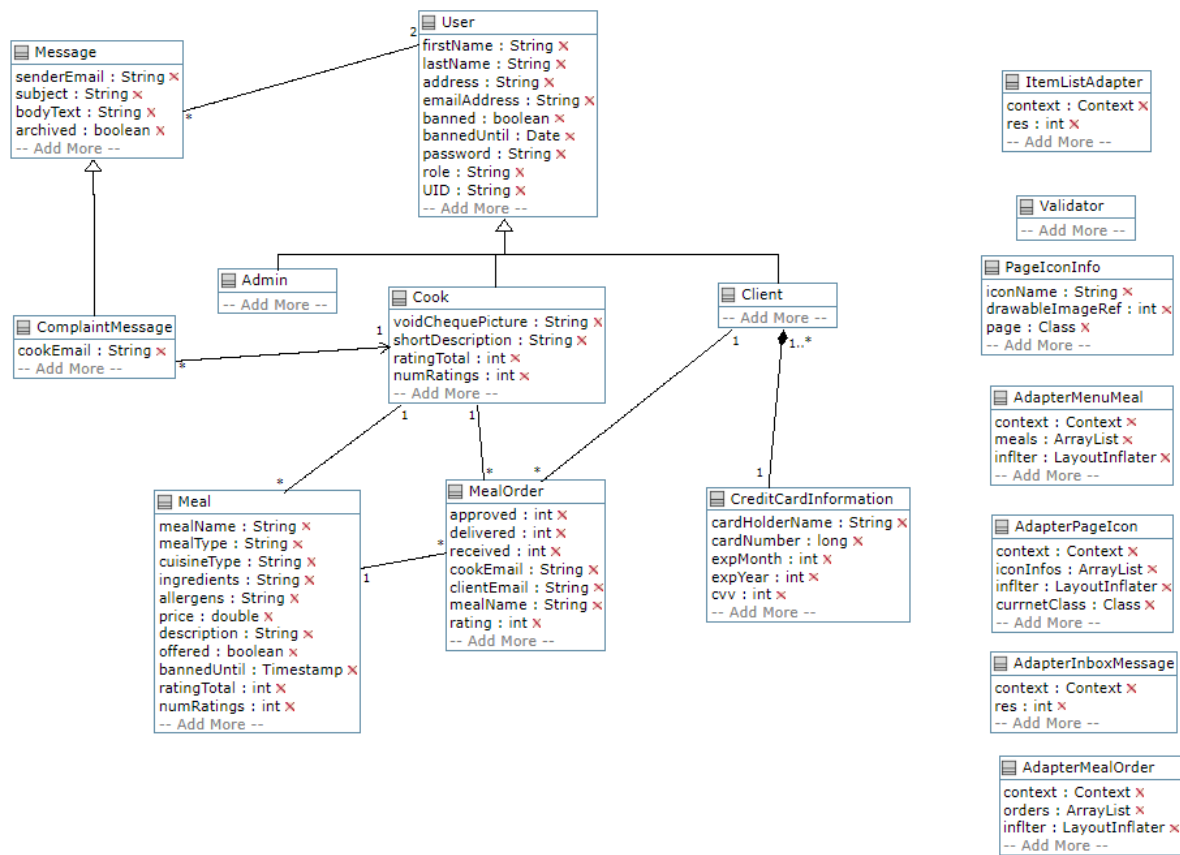 Message
senderEmail : String
subject : String
bodyText : String
archived : boolean
-- Add More --
*
2
User
firstName : String
lastName : String
address : String
emailAddress : String
banned : boolean
bannedUntil : Date
password : String
role : String
UID : String
-- Add More --
Admin
-- Add More --
ComplaintMessage
cookEmail : String
-- Add More --
*
1
Cook
voidChequePicture : String
shortDescription : String
ratingTotal : int
numRatings : int
-- Add More --
1
1
Client
-- Add More --
1
1..*
*
*
*
1
Meal
mealName : String
mealType : String
cuisineType : String
ingredients : String
allergens : String
price : double
description : String
offered : boolean
bannedUntil : Timestamp
ratingTotal : int
numRatings : int
-- Add More --
1
*
MealOrder
approved : int
delivered : int
received : int
cookEmail : String
clientEmail : String
mealName : String
rating : int
-- Add More --
CreditCardInformation
cardHolderName : String
cardNumber : long
expMonth : int
expYear : int
cvv : int
-- Add More --
ItemListAdapter
context : Context
res : int
-- Add More --
Validator
-- Add More --
PageIconInfo
iconName : String
drawableImageRef : int
page : Class
-- Add More --
AdapterMenuMeal
context : Context
meals : ArrayList
inflter : LayoutInflater
-- Add More --
AdapterPageIcon
context : Context
iconInfos : ArrayList
inflter : LayoutInflater
currnetClass : Class
-- Add More --
AdapterInboxMessage
context : Context
res : int
-- Add More --
AdapterMealOrder
context : Context
orders : ArrayList
inflter : LayoutInflater
-- Add More --